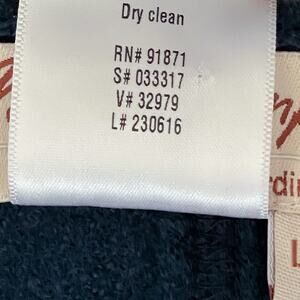 Dry clean
RN# 91871
S# 033317
V# 32979
L# 230616
L